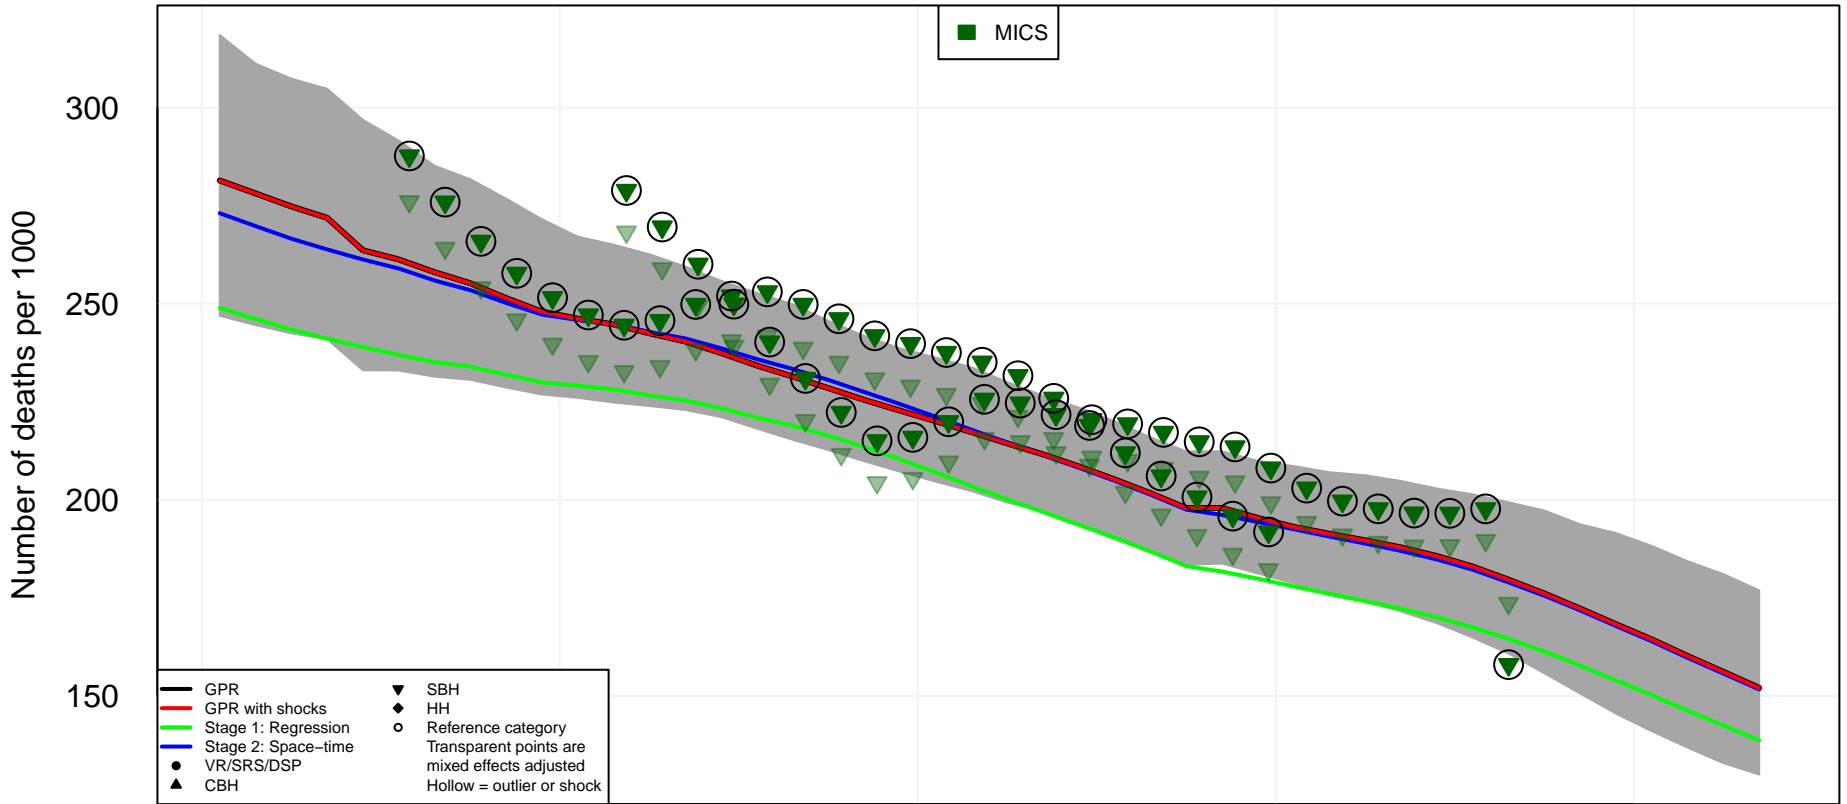 MICS
300
250
200
150
Number of deaths per 1000
GPR
GPR with shocks
Stage 1: Regression
Stage 2: Space−time
VR/SRS/DSP
CBH
SBH
HH
Reference category
Transparent points are
mixed effects adjusted
Hollow = outlier or shock